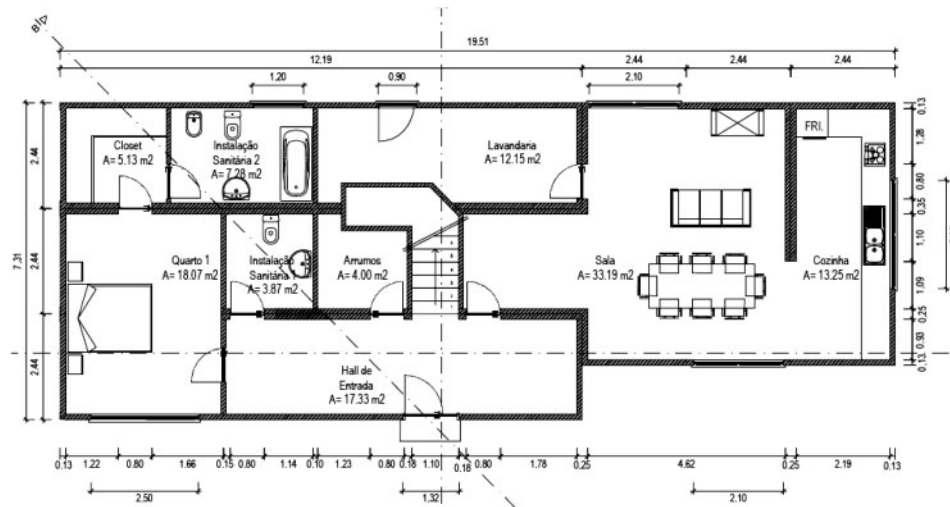 B
19.51
12.19
2.44
2.44
2.44
1.20
0.90
2.10
7.31
2.44
2.44
2.44
Closet
A= 5.13 m2
Instalação
Sanitária 2
A= 7.28 m2
Lavandaria
A= 12.15 m2
FRI.
Quarto 1
A= 18.07 m2
Instalação
Sanitária 1
A= 3.87 m2
Arrumos
A= 4.00 m2
Sala
A= 33.19 m2
Cozinha
A= 13.25 m2
Hall de
Entrada
A= 17.33 m2
0.13
1,28
0.80
0.35
1,10
1.09
0.25
0.93
0.13
0.13
1.22
0.80
1.66
0.15
0.80
1.14
0.10
1.23
0.80
0.18
1.10
0.18
0.80
1.78
0.25
4.62
0.25
2.19
0.13
2.50
1,32
2.10